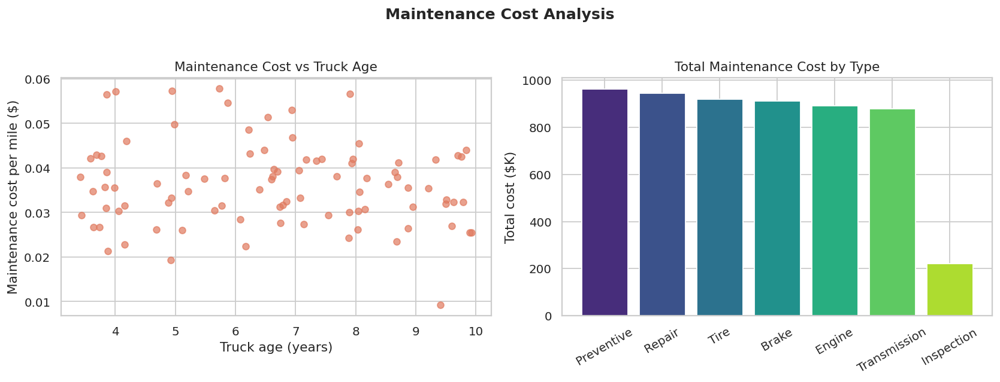 Maintenance Cost Analysis
Maintenance Cost vs Truck Age
0.06
0.05
0.04
0.03
0.02
0.01
Maintenance cost per mile ($)
4 5 6 7 8 9 10
Truck age (years)
Total Maintenance Cost by Type
1000
800
600
400
200
0
Total cost ($K)
Preventive Repair Tire Brake Engine Transmission Inspection